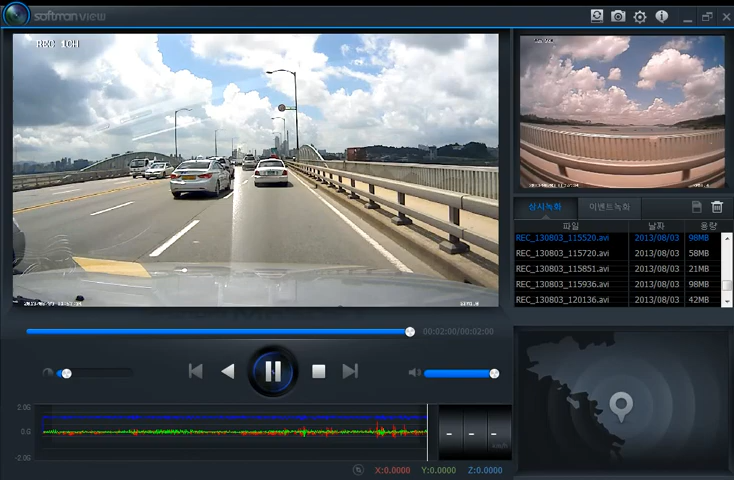 softman view
REC 1CH
상시녹화
이벤트녹화
파일 날짜 용량
REC_130803_115520.avi 2013/08/03 98MB
REC_130803_115720.avi 2013/08/03 58MB
REC_130803_115851.avi 2013/08/03 21MB
REC_130803_115936.avi 2013/08/03 98MB
REC_130803_120136.avi 2013/08/03 42MB
00:02:00/00:02:00
2.0G
0.G
-2.0G
- - -
X:0.0000 Y:0.0000 Z:0.0000